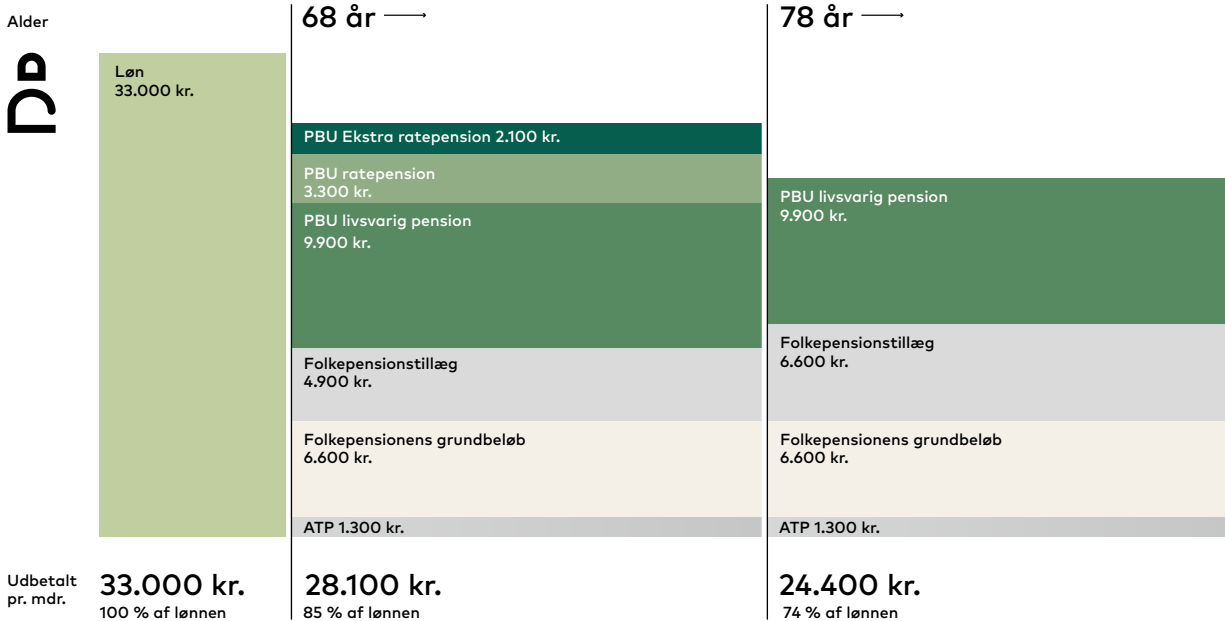 Alder
68 år
78 år
Løn
33.000 kr.
PBU Ekstra ratepension 2.100 kr.
PBU ratepension
3.300 kr.
PBU livsvarig pension
9.900 kr.
Folkepensionstillæg
4.900 kr.
Folkepensionens grundbeløb
6.600 kr.
ATP 1.300 kr.
PBU livsvarig pension
9.900 kr.
Folkepensionstillæg
6.600 kr.
Folkepensionens grundbeløb
6.600 kr.
ATP 1.300 kr.
Udbetalt
pr. mdr.
33.000 kr.
100 % af lønnen
28.100 kr.
85 % af lønnen
24.400 kr.
74 % af lønnen